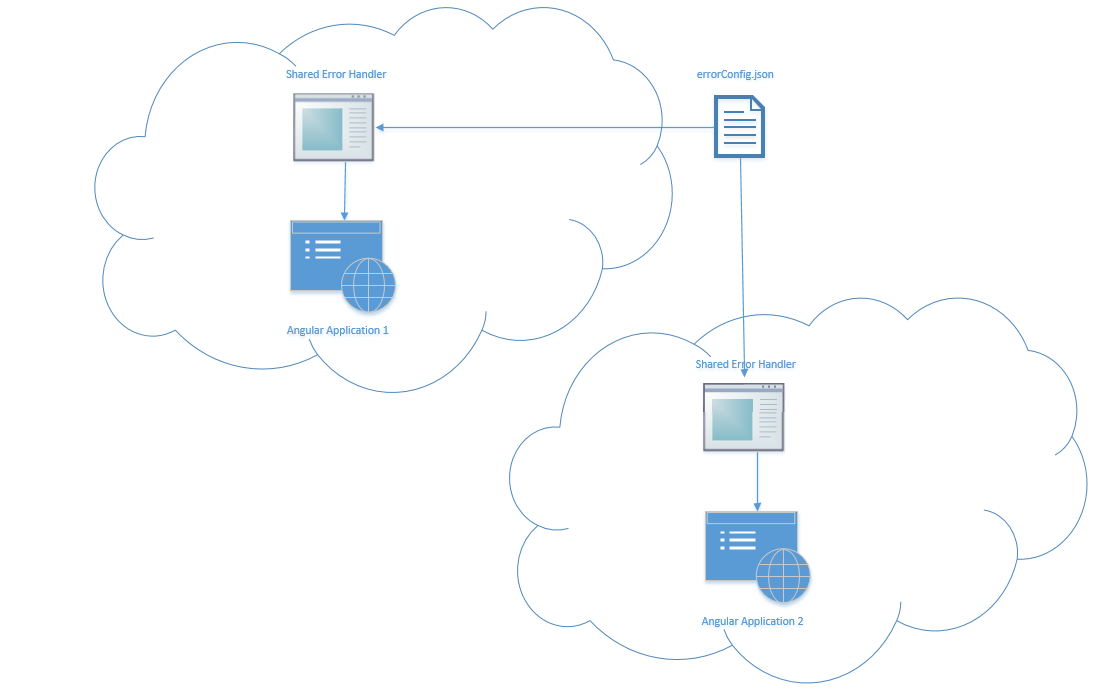 Shared Error Handler
errorConfig.json
Angular Application 1
Shared Error Handler
Angular Application 2